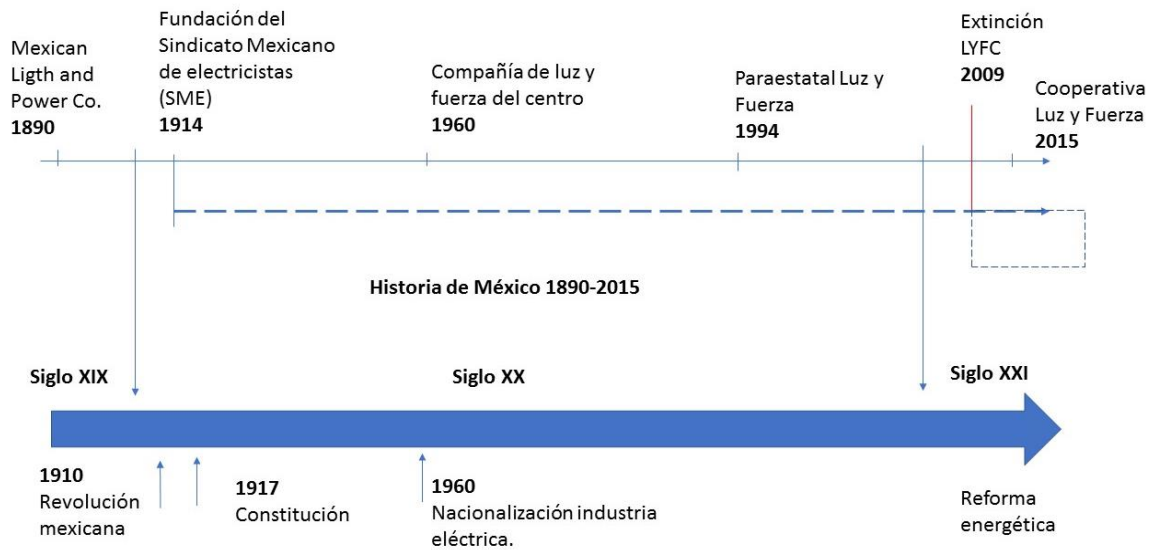 Mexican
Ligth and
Power Co.
1890
Fundación del
Sindicato Mexicano
de electricistas
(SME)
1914
Compañía de luz y
fuerza del centro
1960
Paraestatal Luz y
Fuerza
1994
Extinción
LYFC
2009
Cooperativa
Luz y Fuerza
2015
Historia de México 1890-2015
Siglo XIX
Siglo XX
Siglo XXI
1910
Revolución
mexicana
1917
Constitución
1960
Nacionalización industria
eléctrica.
Reforma
energética